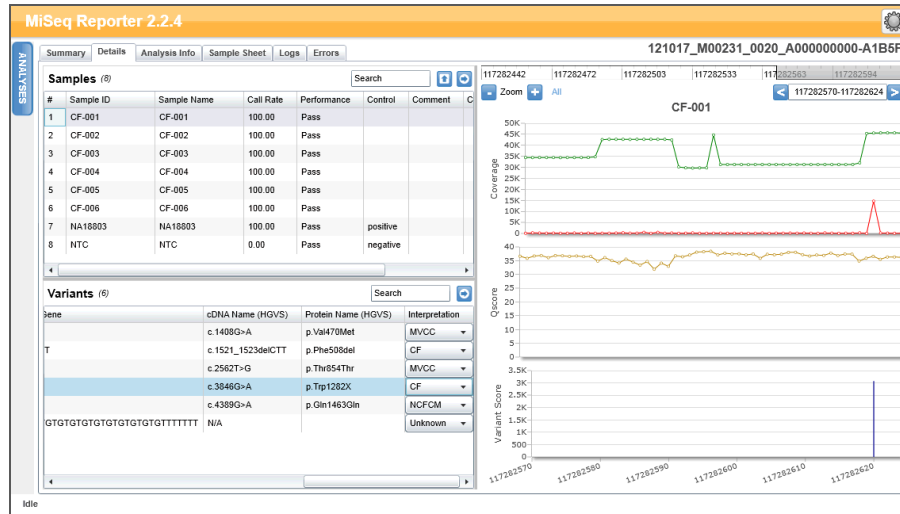 MiSeq Reporter 2.2.4
ANALYSES
Summary Details Analysis Info Sample Sheet Logs Errors
121017_M00231_0020_A000000000-A1B5F
Samples (8) Search
# Sample ID Sample Name Call Rate Performance Control Comment C
1 CF-001 CF-001 100.00 Pass
2 CF-002 CF-002 100.00 Pass
3 CF-003 CF-003 100.00 Pass
4 CF-004 CF-004 100.00 Pass
5 CF-005 CF-005 100.00 Pass
6 CF-006 CF-006 100.00 Pass
7 NA18803 NA18803 100.00 Pass positive
8 NTC NTC 0.00 Pass negative
Variants (6) Search
Gene cDNA Name (HGVS) Protein Name (HGVS) Interpretation
c.1408G>A p.Val470Met MVCC
T c.1521_1523delCTT p.Phe508del CF
c.2562T>G p.Thr854Thr MVCC
c.3846G>A p.Trp1282X CF
c.4389G>A p.Gln1463Gln NCFCM
GTGTGTGTGTGTGTGTGTGTTTTTTT N/A Unknown
117282442 117282472 117282503 117282533 117282563 117282594
- Zoom + All < 117282570-117282624 >
CF-001
Coverage
50K
45K
40K
35K
30K
25K
20K
15K
10K
5K
0
Qscore
40
35
30
25
20
15
10
5
0
Variant Score
3.5K
3K
2.5K
2K
1.5K
1K
500
0
117282570 117282580 117282590 117282600 117282610 117282620
Idle